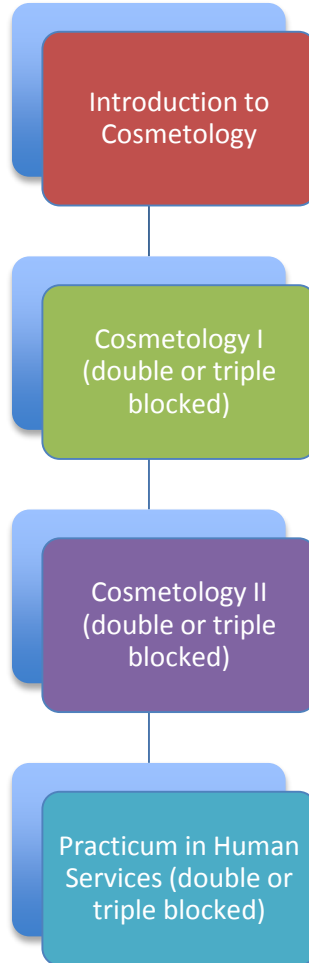 Introduction to
Cosmetology
Cosmetology I
(double or triple
blocked)
Cosmetology II
(double or triple
blocked)
Practicum in Human
Services (double or
triple blocked)